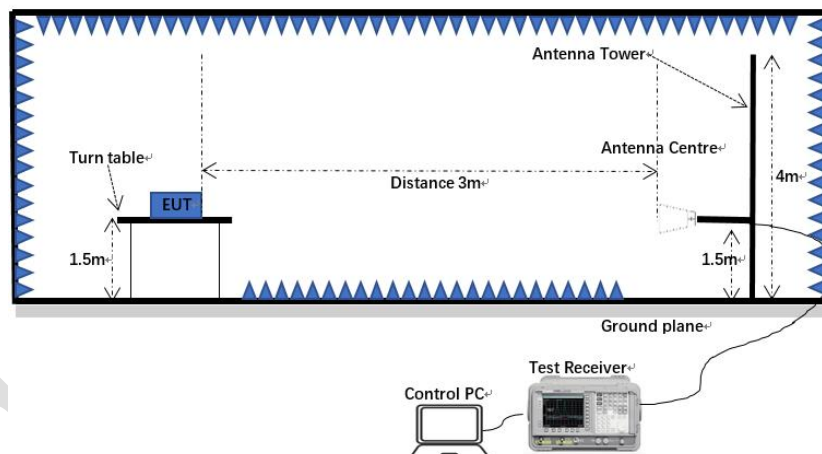 Antenna Tower
Antenna Centre
Turn table
Distance 3m
4m
EUT
1.5m
1.5m
Ground plane
Test Receiver
Control PC